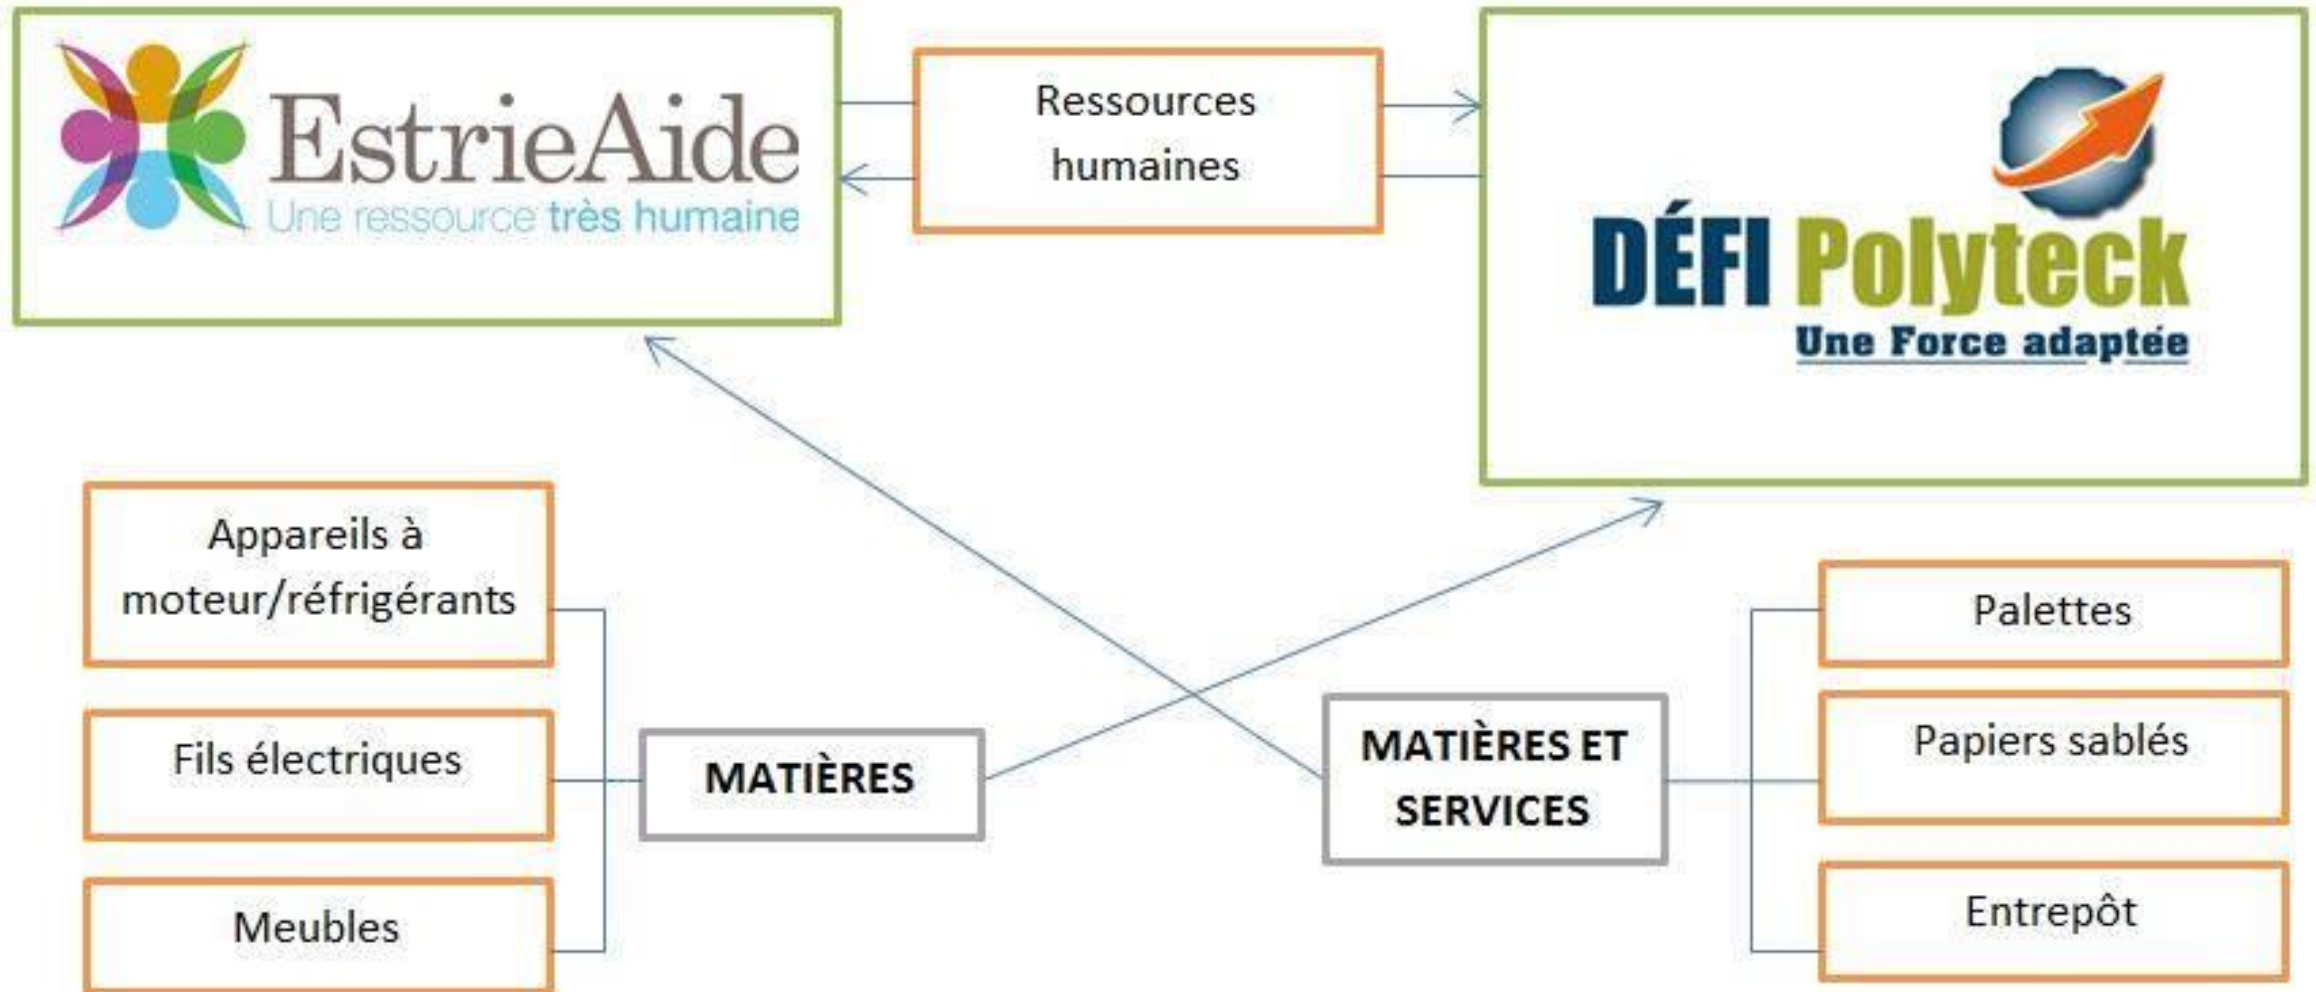 EstrieAide
Une ressource très humaine
Ressources
humaines
DÉFI Polyteck
Une Force adaptée
Appareils à
moteur/réfrigérants
Fils électriques
Meubles
MATIÈRES
MATIÈRES ET
SERVICES
Palettes
Papiers sablés
Entrepôt